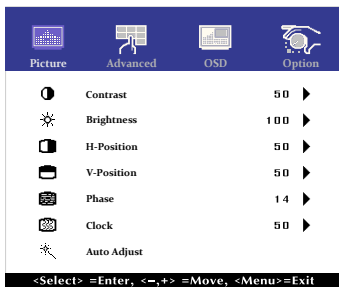 Picture Advanced OSD Option
Contrast 50
Brightness 100
H-Position 50
V-Position 50
Phase 14
Clock 50
Auto Adjust
<Select> =Enter, <–,+> =Move, <Menu>=Exit